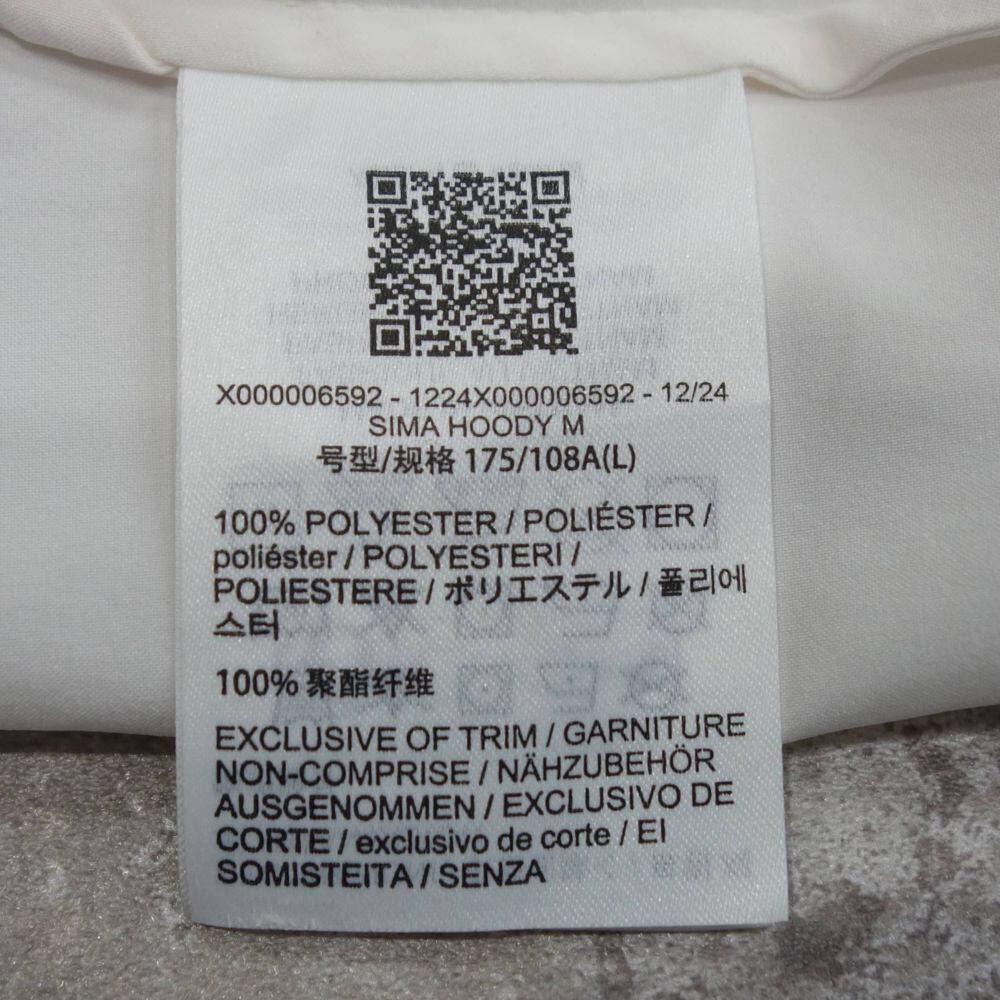 X000006592 - 1224X000006592 - 12/24
SIMA HOODY M
号型/规格 175/108A(L)
100% POLYESTER / POLIÉSTER /
poliéster / POLYESTERI /
POLIESTERE / ポリエステル / 폴리에
스터
100% 聚酯纤维
EXCLUSIVE OF TRIM / GARNITURE
NON-COMPRISE / NÄHZUBEHÖR
AUSGENOMMEN / EXCLUSIVO DE
CORTE / exclusivo de corte / EI
SOMISTEITA / SENZA